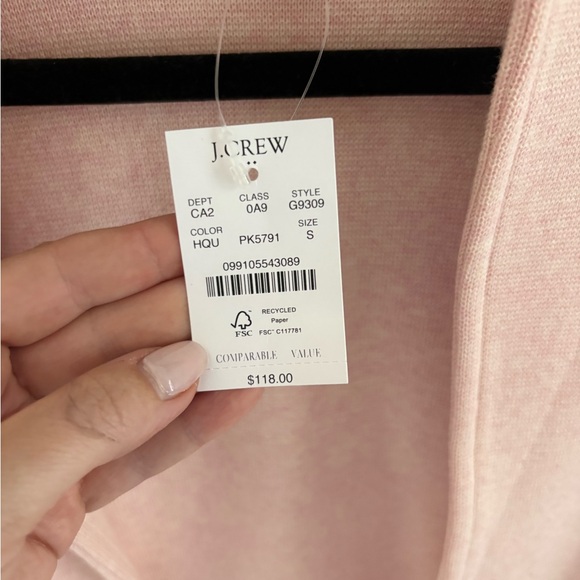 J.CREW
DEPT CLASS STYLE
CA2 0A9 G9309
COLOR SIZE
HQU PK5791 S
099105543089
RECYCLED
Paper
FSC FSC® C117781
COMPARABLE VALUE
$118.00